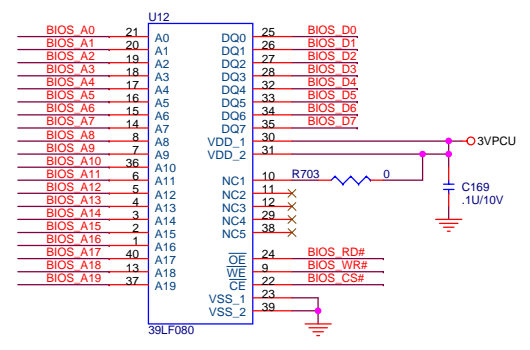 U12
BIOS_A0 21 A0 DQ0 25 BIOS_D0
BIOS_A1 20 A1 DQ1 26 BIOS_D1
BIOS_A2 19 A2 DQ2 27 BIOS_D2
BIOS_A3 18 A3 DQ3 28 BIOS_D3
BIOS_A4 17 A4 DQ4 32 BIOS_D4
BIOS_A5 16 A5 DQ5 33 BIOS_D5
BIOS_A6 15 A6 DQ6 34 BIOS_D6
BIOS_A7 14 A7 DQ7 35 BIOS_D7
BIOS_A8 8 A8 VDD_1 30 3VPCU
BIOS_A9 7 A9 VDD_2 31
BIOS_A10 36 A10
BIOS_A11 6 A11 NC1 10 R703 0
BIOS_A12 5 A12 NC2 11 C169
BIOS_A13 4 A13 NC3 12 .1U/10V
BIOS_A14 3 A14 NC4 29
BIOS_A15 2 A15 NC5 38
BIOS_A16 1 A16
BIOS_A17 40 A17 OE 24 BIOS_RD#
BIOS_A18 13 A18 WE 9 BIOS_WR#
BIOS_A19 37 A19 CE 22 BIOS_CS#
VSS_1 23
VSS_2 39
39LF080